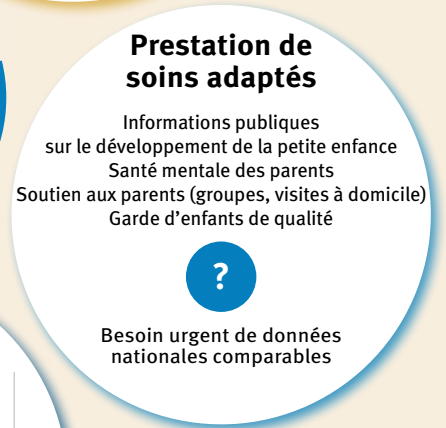 Prestation de
soins adaptés
Informations publiques
sur le développement de la petite enfance
Santé mentale des parents
Soutien aux parents (groupes, visites à domicile)
Garde d’enfants de qualité
?
Besoin urgent de données
nationales comparables